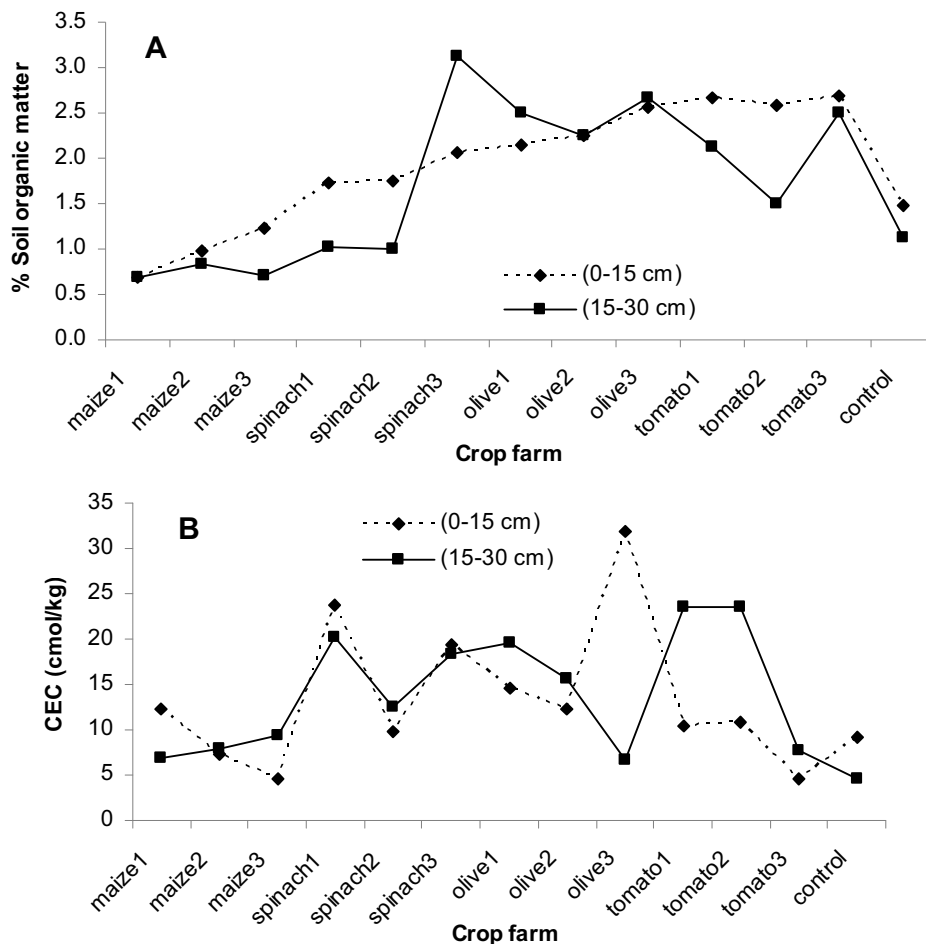 A
3.5
3.0
2.5
2.0
1.5
1.0
0.5
0.0
% Soil organic matter
(0-15 cm)
(15-30 cm)
maize1
maize2
maize3
spinach1
spinach2
spinach3
olive1
olive2
olive3
tomato1
tomato2
tomato3
control
Crop farm
B
35
30
25
20
15
10
5
0
CEC (cmol/kg)
(0-15 cm)
(15-30 cm)
maize1
maize2
maize3
spinach1
spinach2
spinach3
olive1
olive2
olive3
tomato1
tomato2
tomato3
control
Crop farm